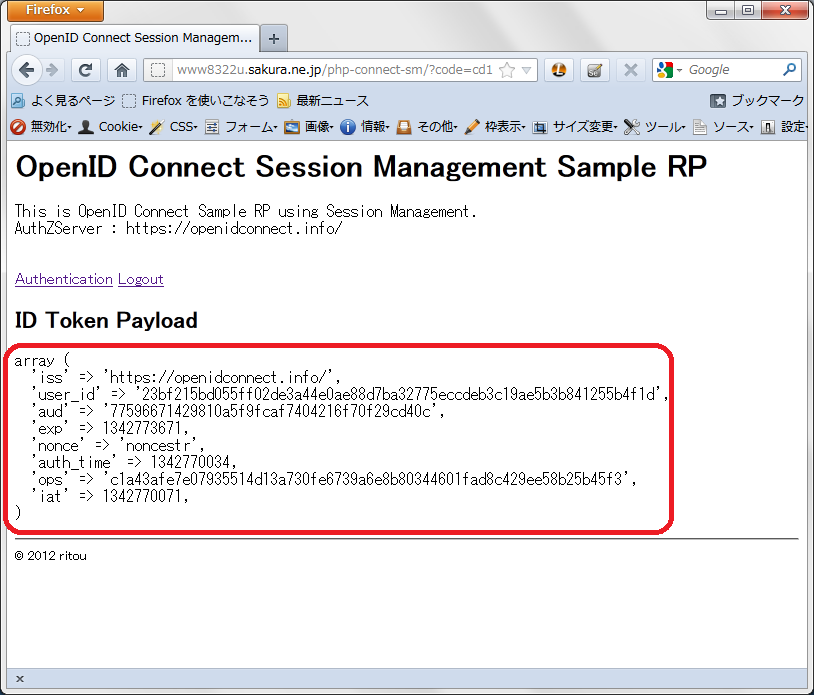 Firefox
OpenID Connect Session Managem...
www8322u.sakura.ne.jp/php-connect-sm/?code=cd1
Google
よく見るページ Firefox を使いこなそう 最新ニュース ブックマーク
無効化 Cookie CSS フォーム 画像 情報 その他 枠表示 サイズ変更 ツール ソース 設定
OpenID Connect Session Management Sample RP
This is OpenID Connect Sample RP using Session Management.
AuthZServer : https://openidconnect.info/
Authentication Logout
ID Token Payload
array (
'iss' => 'https://openidconnect.info/',
'user_id' => '23bf215bd055ff02de3a44e0ae88d7ba32775eccdeb3c19ae5b3b841255b4f1d',
'aud' => '77596671429810a5f9fcaf7404216f70f29cd40c',
'exp' => 1342773671,
'nonce' => 'noncestr',
'auth_time' => 1342770034,
'ops' => 'c1a43afe7e07935514d13a730fe6739a6e8b80344601fad8c429ee58b25b45f3',
'iat' => 1342770071,
)
© 2012 ritou